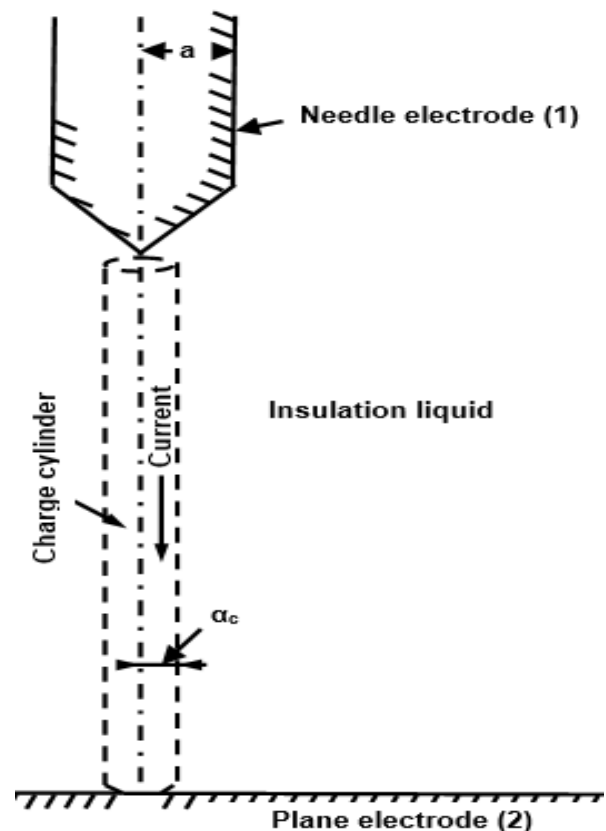 a
Needle electrode (1)
Insulation liquid
Current
Charge cylinder
αc
Plane electrode (2)